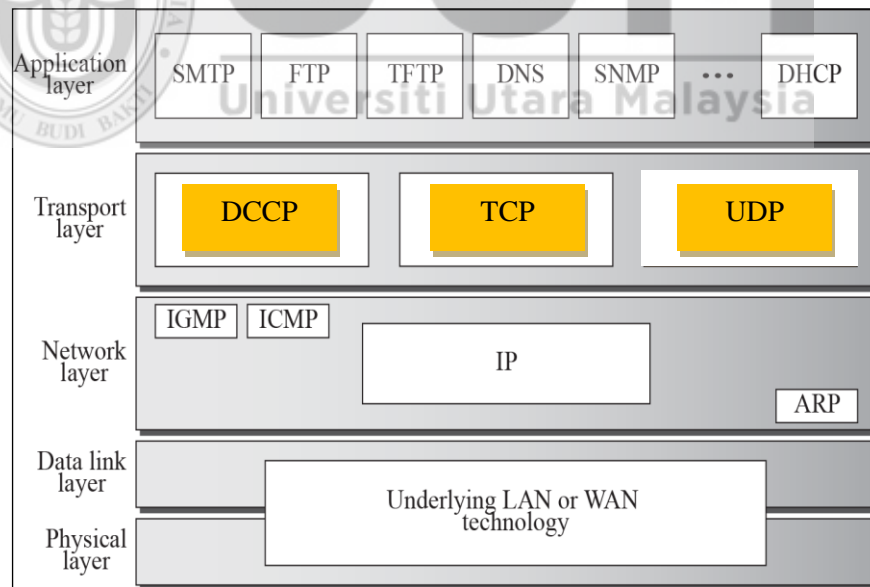 Application
layer
SMTP FTP TFTP DNS SNMP ... DHCP
Universiti Utara Malaysia
BUDI
Transport
layer
DCCP TCP UDP
IGMP ICMP
Network
layer
IP
ARP
Data link
layer
Underlying LAN or WAN
technology
Physical
layer